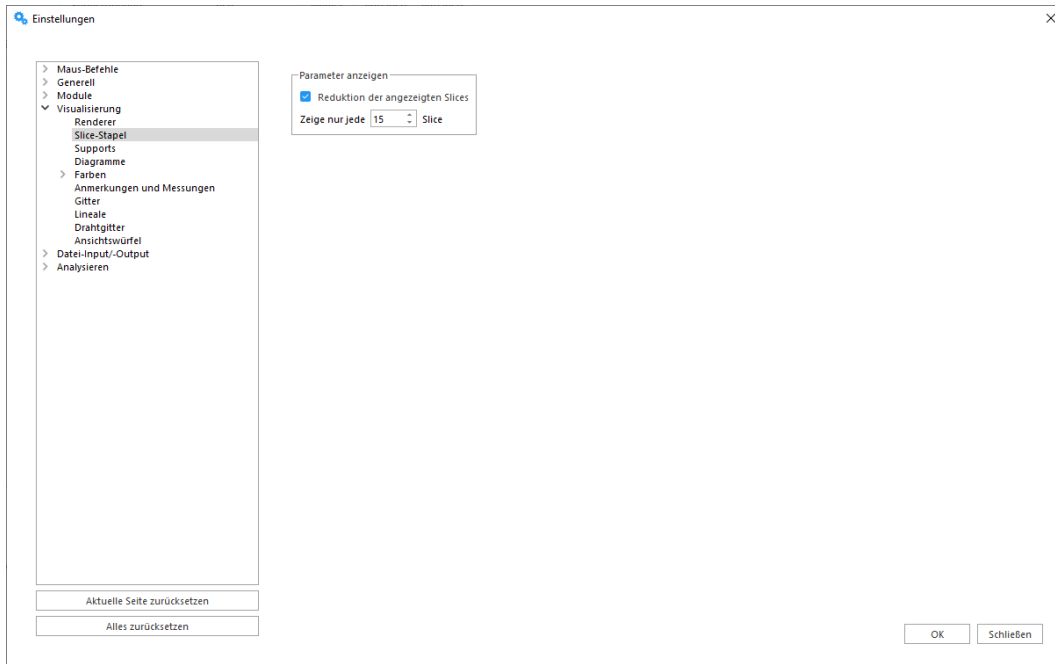 Einstellungen
Maus-Befehle
Generell
Module
Visualisierung
Renderer
Slice-Stapel
Supports
Diagramme
Farben
Anmerkungen und Messungen
Gitter
Lineale
Drahtgitter
Ansichtswürfel
Datei-Input/-Output
Analysieren
Parameter anzeigen
Reduktion der angezeigten Slices
Zeige nur jede 15 Slice
Aktuelle Seite zurücksetzen
Alles zurücksetzen
OK Schließen